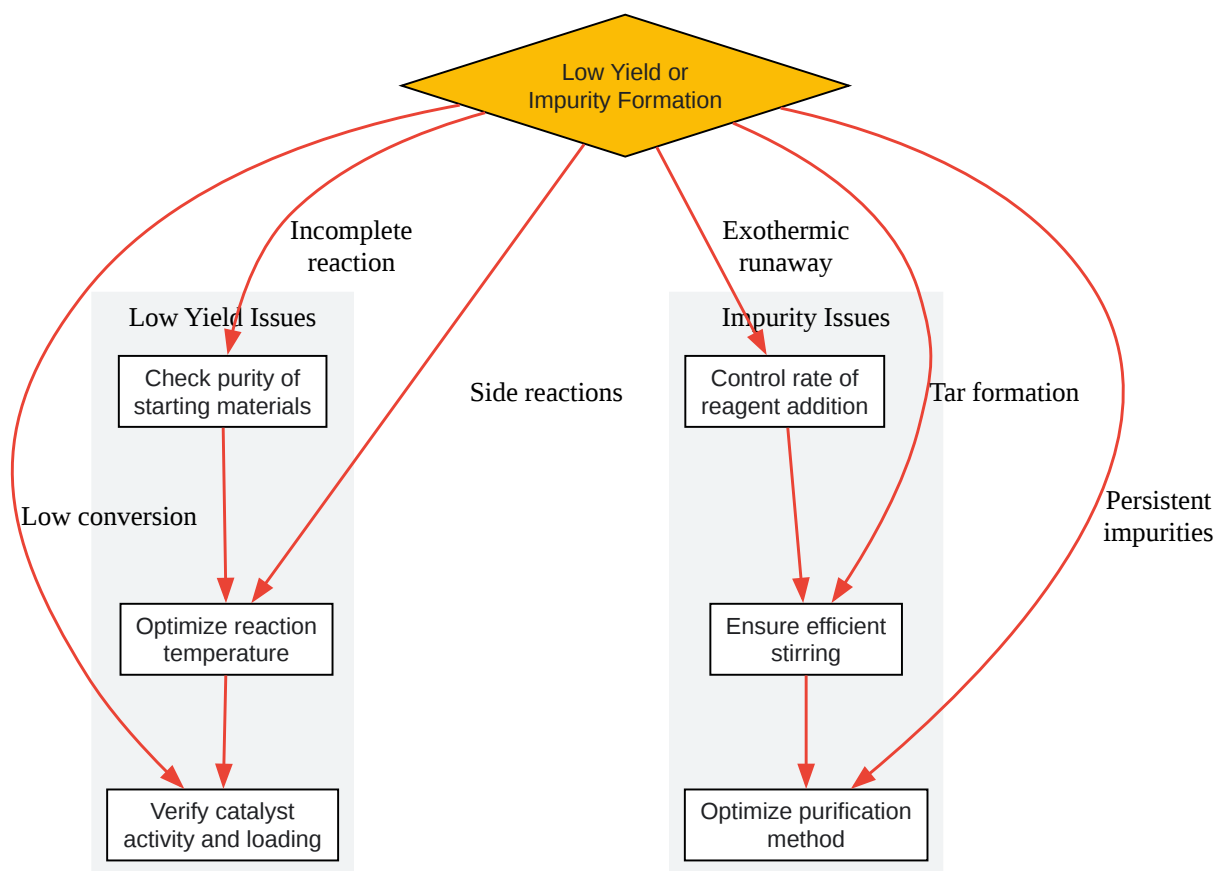 Low Yield or
Impurity Formation
Incomplete
reaction
Exothermic
runaway
Low Yield Issues
Impurity Issues
Check purity of
starting materials
Side reactions
Control rate of
reagent addition
Tar formation
Low conversion
Persistent
impurities
Optimize reaction
temperature
Ensure efficient
stirring
Verify catalyst
activity and loading
Optimize purification
method